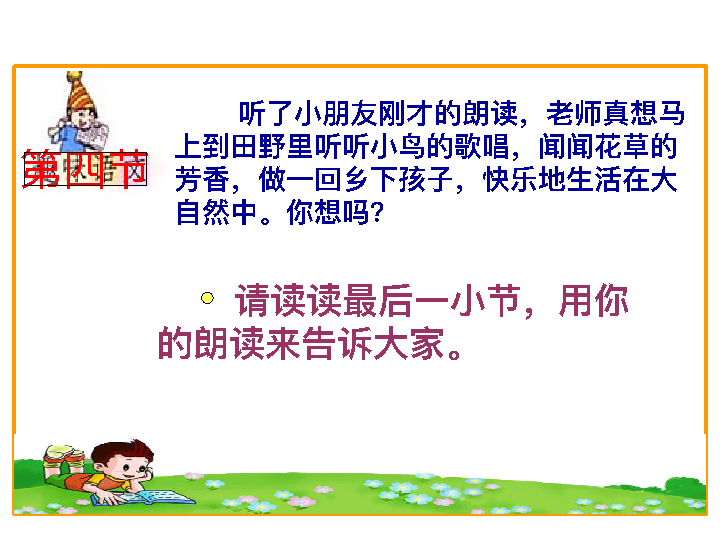 听了小朋友刚才的朗读，老师真想马
上到田野里听听小鸟的歌唱，闻闻花草的
芳香，做一回乡下孩子，快乐地生活在大
自然中。你想吗？
第四节
请读读最后一小节，用你
的朗读来告诉大家。